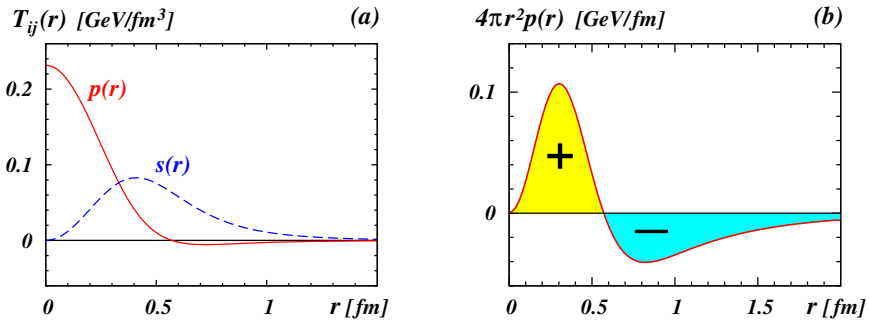 T_ij(r) [GeV/fm³] (a)
0.2
0.1
0
p(r)
s(r)
0 0.5 1 r [fm]
4πr²p(r) [GeV/fm] (b)
0.1
0
+
−
0 0.5 1 1.5 r [fm]